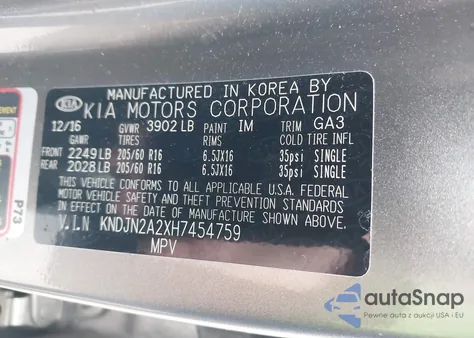 MANUFACTURED IN KOREA BY
KIA KIA MOTORS CORPORATION
12/16 GVWR 3902 LB PAINT IM TRIM GA3
GAWR TIRES RIMS COLD TIRE INFL
FRONT 2249 LB 205/60 R16 6.5JX16 35psi SINGLE
REAR 2028 LB 205/60 R16 6.5JX16 35psi SINGLE
THIS VEHICLE CONFORMS TO ALL APPLICABLE U.S.A. FEDERAL
MOTOR VEHICLE SAFETY AND THEFT PREVENTION STANDARDS
IN EFFECT ON THE DATE OF MANUFACTURE SHOWN ABOVE.
V.I.N KNDJN2A2XH7454759
MPV
P73
autaSnap
Pewne auta z aukcji USA i EU